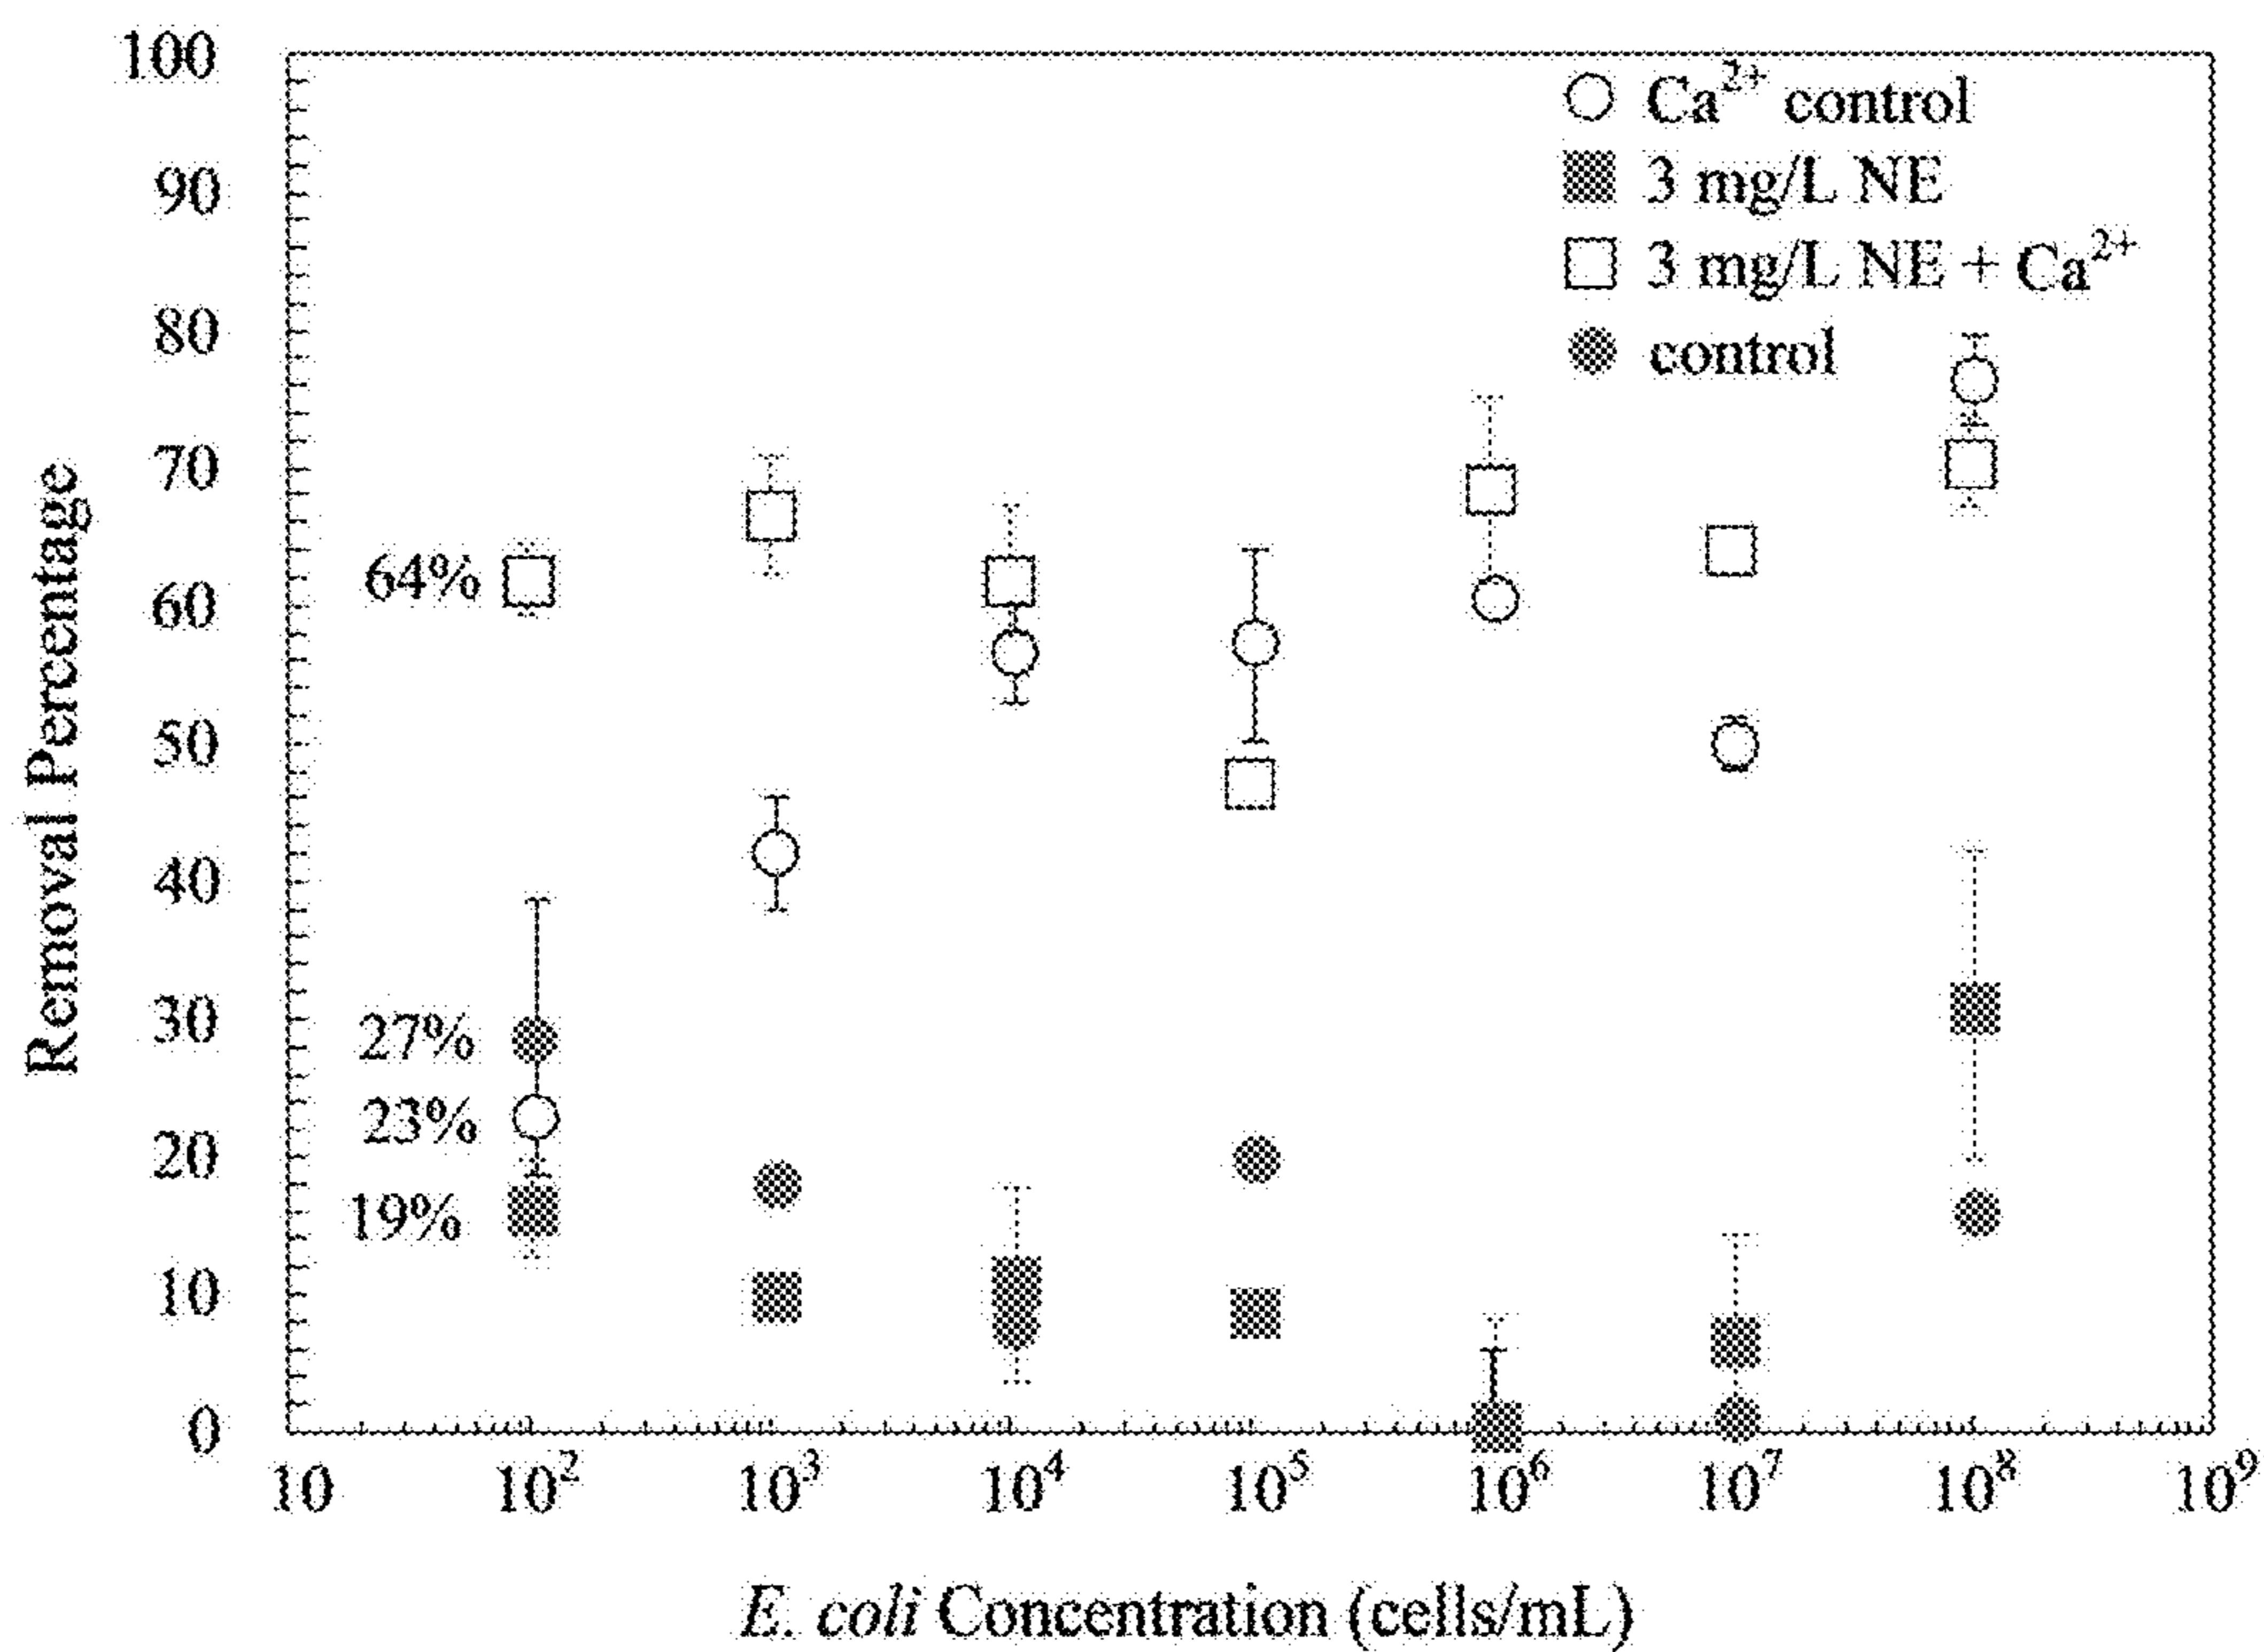 100
90
80
70
60
50
40
30
20
10
0
Removal Percentage
Ca²⁺ control
3 mg/L NE
3 mg/L NE + Ca²⁺
control
64%
27%
23%
19%
10 10² 10³ 10⁴ 10⁵ 10⁶ 10⁷ 10⁸ 10⁹
E. coli Concentration (cells/mL)